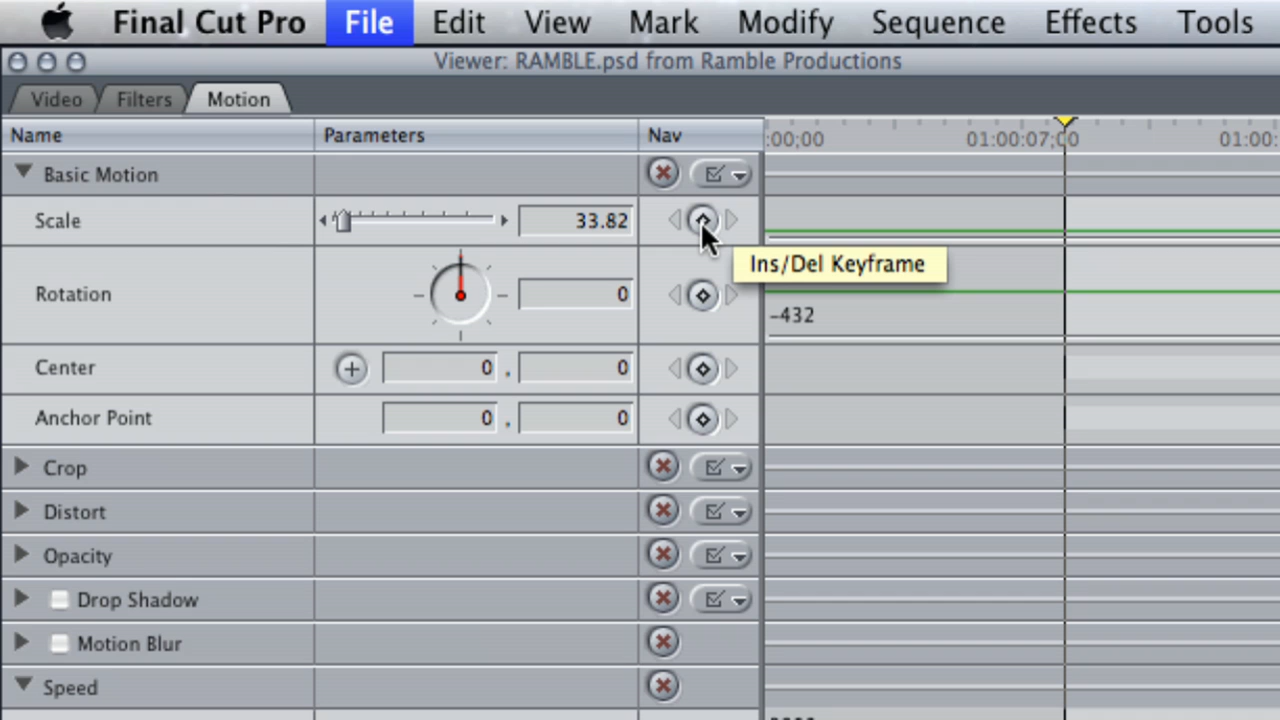 Final Cut Pro File Edit View Mark Modify Sequence Effects Tools
Viewer: RAMBLE.psd from Ramble Productions
Video Filters Motion
Name Parameters Nav :00;00 01:00:07;00 01:00:
Basic Motion
Scale 33.82
Ins/Del Keyframe
Rotation 0
-432
Center 0 , 0
Anchor Point 0 , 0
Crop
Distort
Opacity
Drop Shadow
Motion Blur
Speed